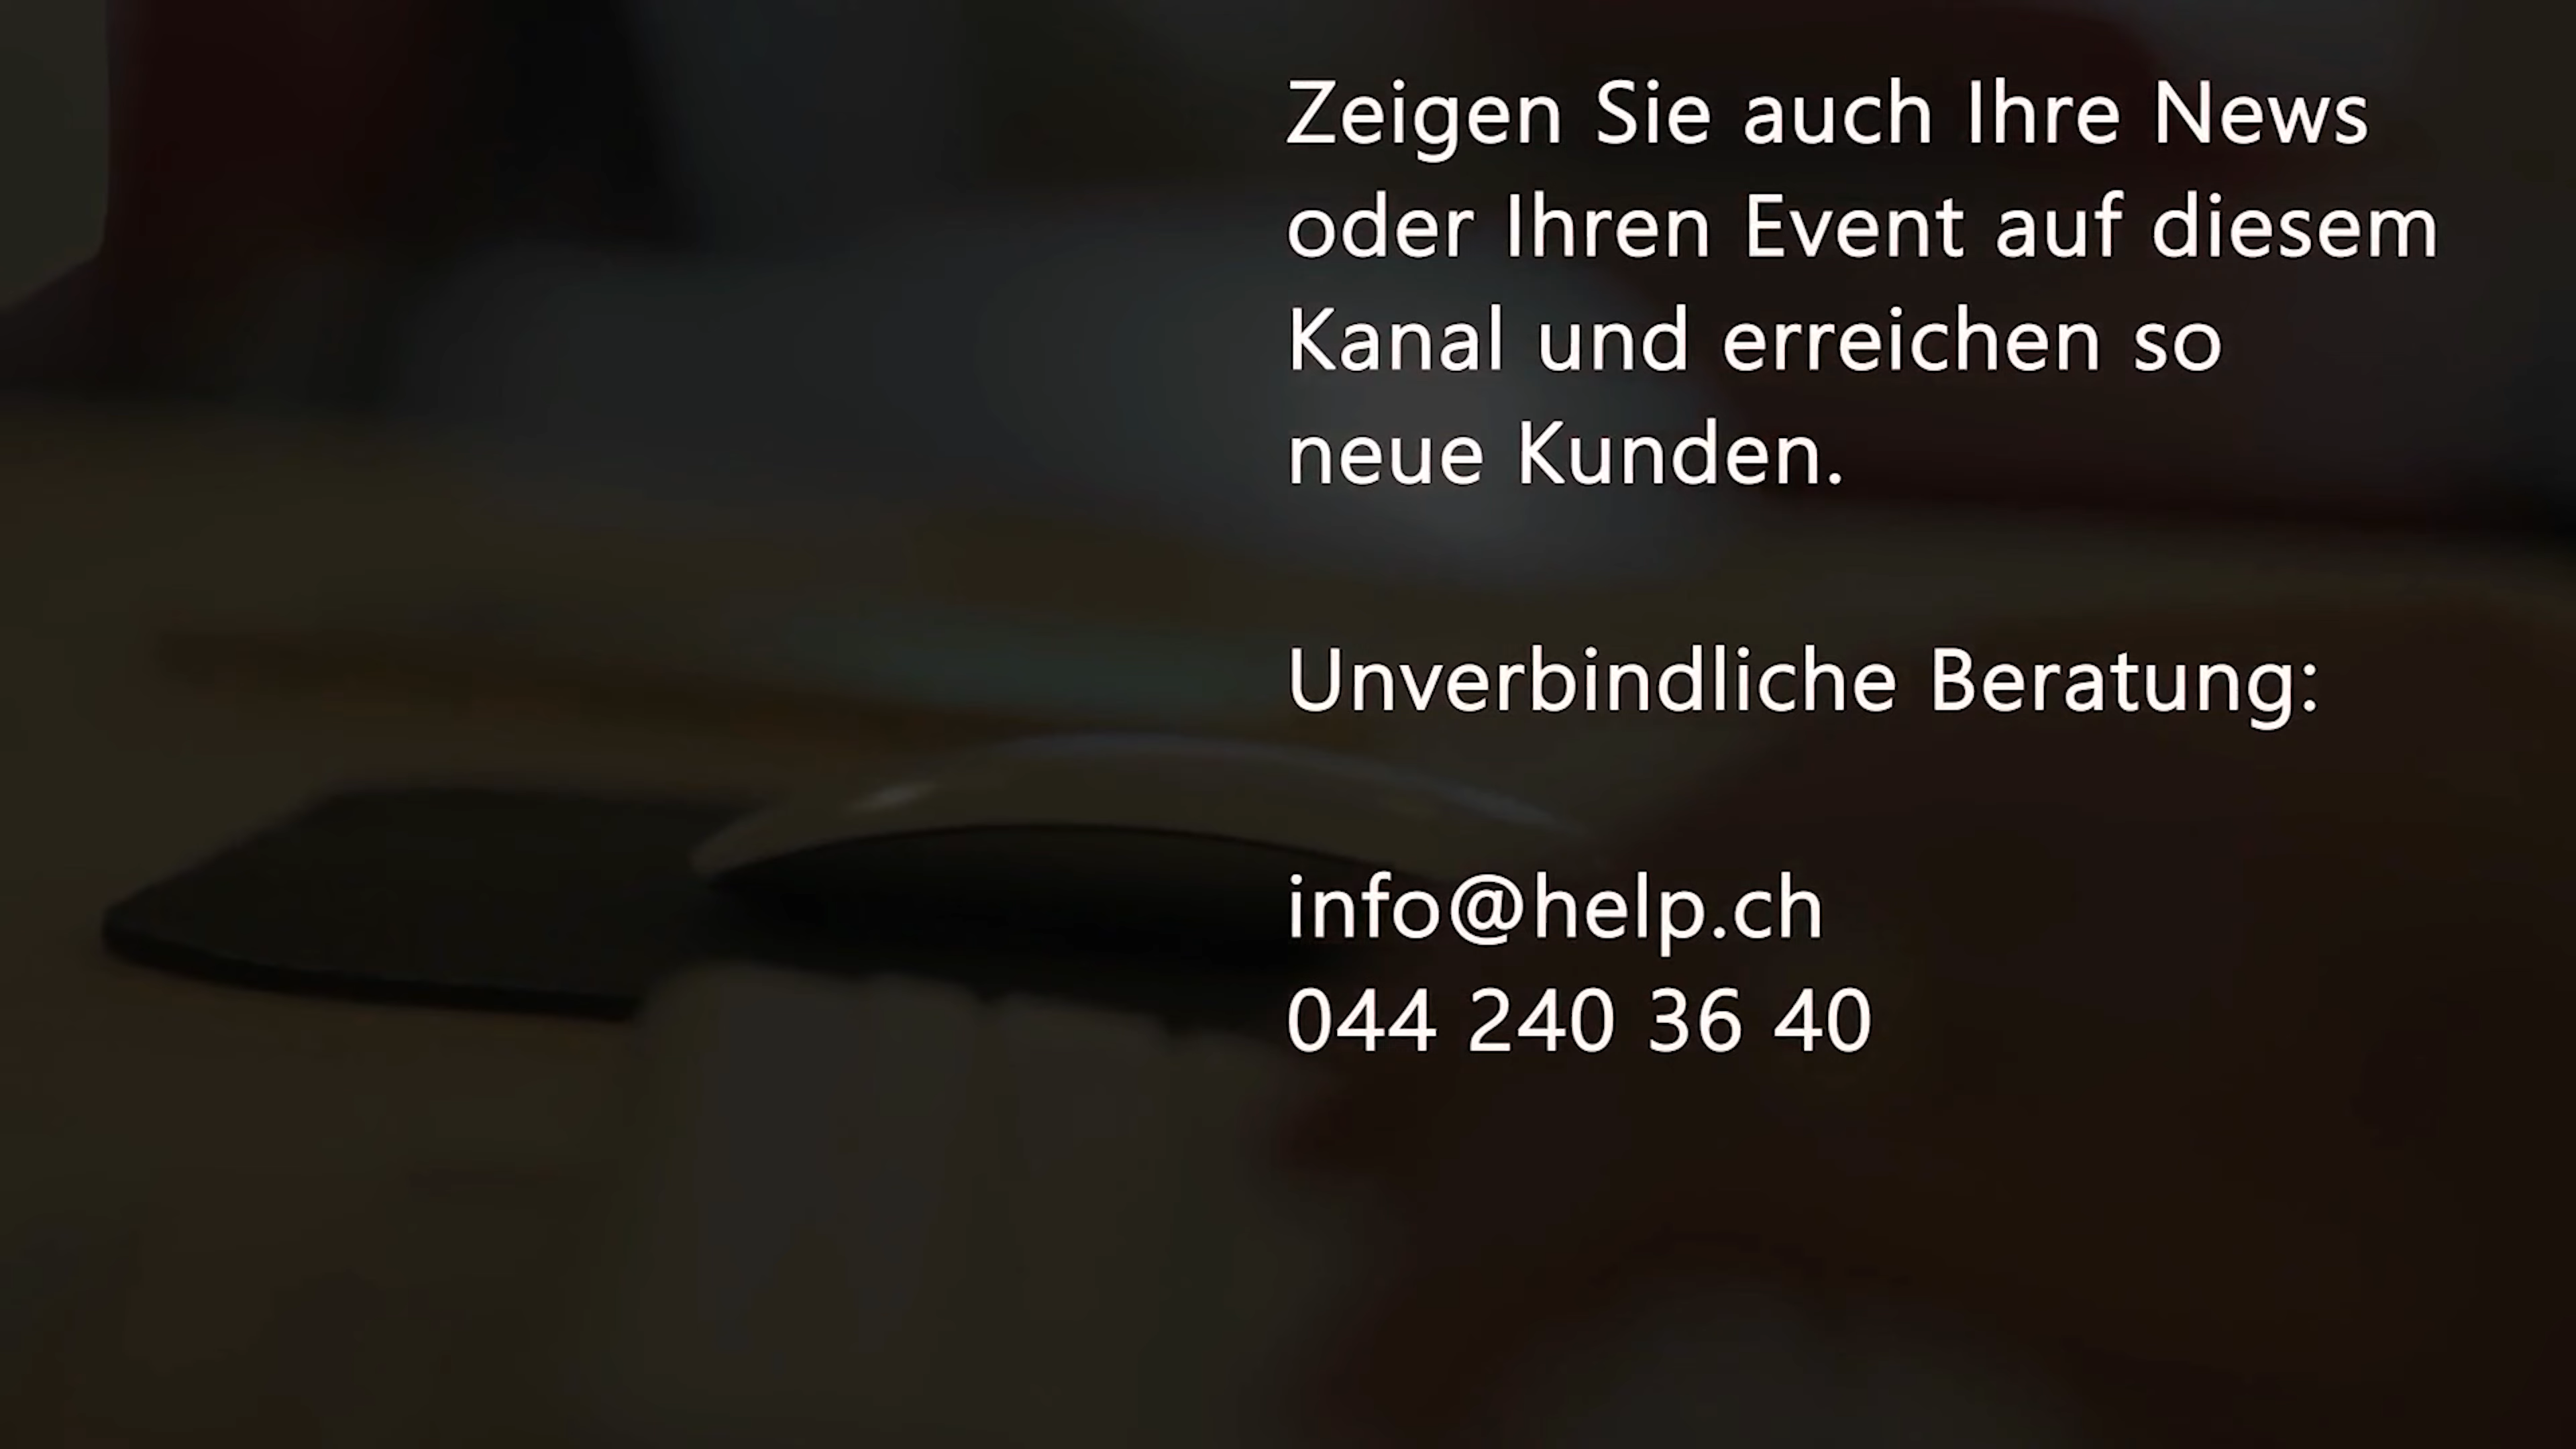 Zeigen Sie auch Ihre News
oder Ihren Event auf diesem
Kanal und erreichen so
neue Kunden.
Unverbindliche Beratung:
info@help.ch
044 240 36 40